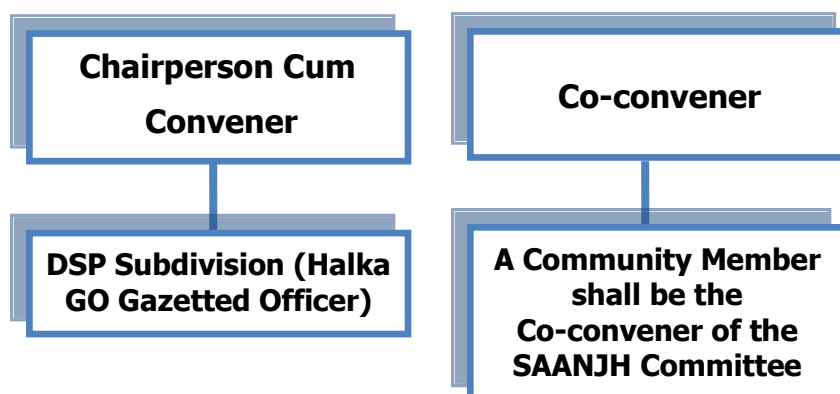 Chairperson Cum
Convener
DSP Subdivision (Halka
GO Gazetted Officer)
Co-convener
A Community Member
shall be the
Co-convener of the
SAANJH Committee